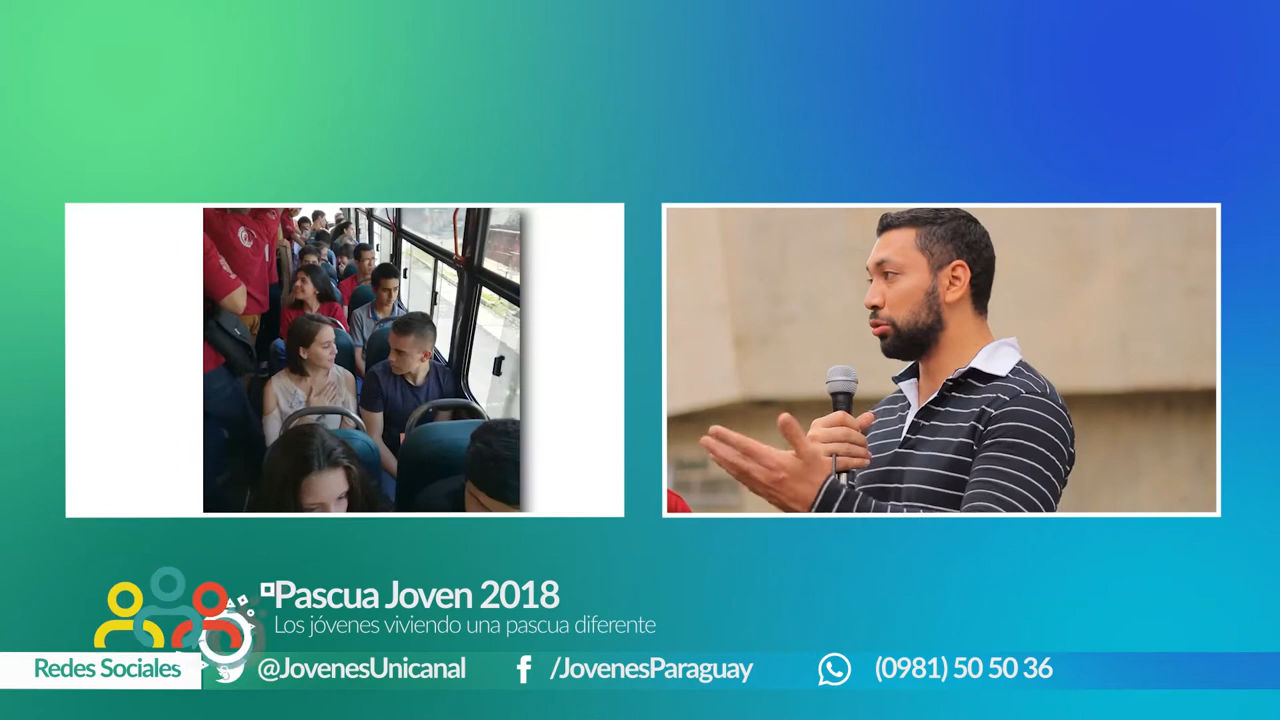 Pascua Joven 2018
Los jóvenes viviendo una pascua diferente
Redes Sociales @JovenesUnicanal /JovenesParaguay (0981) 50 50 36